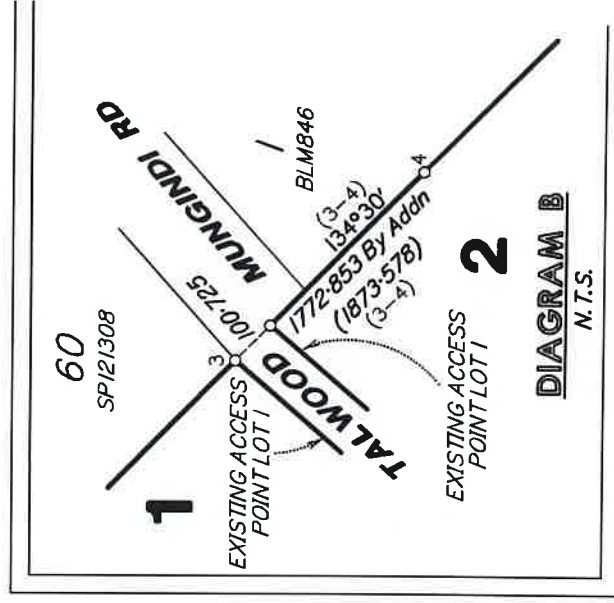 60
SP121308
MUNGINDI RD
I
BLM846
3
100·725
1
EXISTING ACCESS
POINT LOT 1
TALWOOD
(3–4)
134°30'
1772·853 By Addn
(1873·578)
(3–4)
4
2
EXISTING ACCESS
POINT LOT 1
DIAGRAM B
N.T.S.